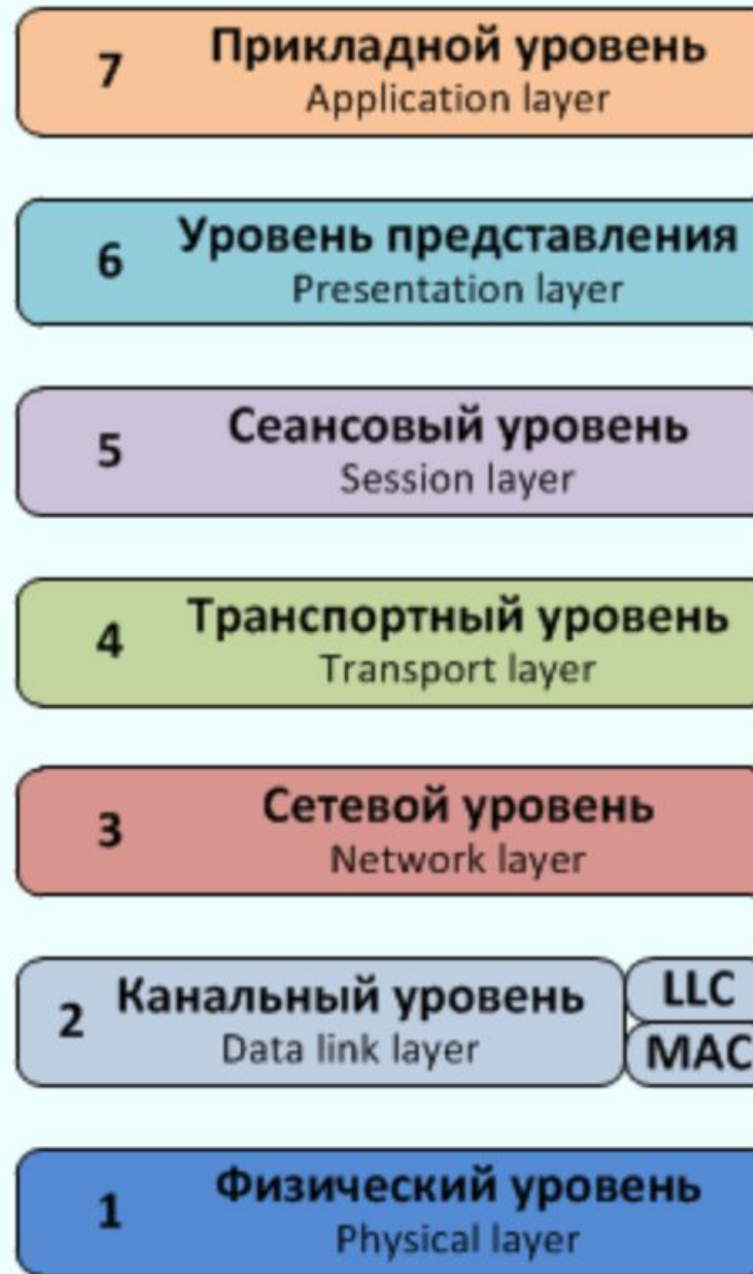 7 Прикладной уровень
Application layer
6 Уровень представления
Presentation layer
5 Сеансовый уровень
Session layer
4 Транспортный уровень
Transport layer
3 Сетевой уровень
Network layer
2 Канальный уровень
Data link layer
LLC
MAC
1 Физический уровень
Physical layer